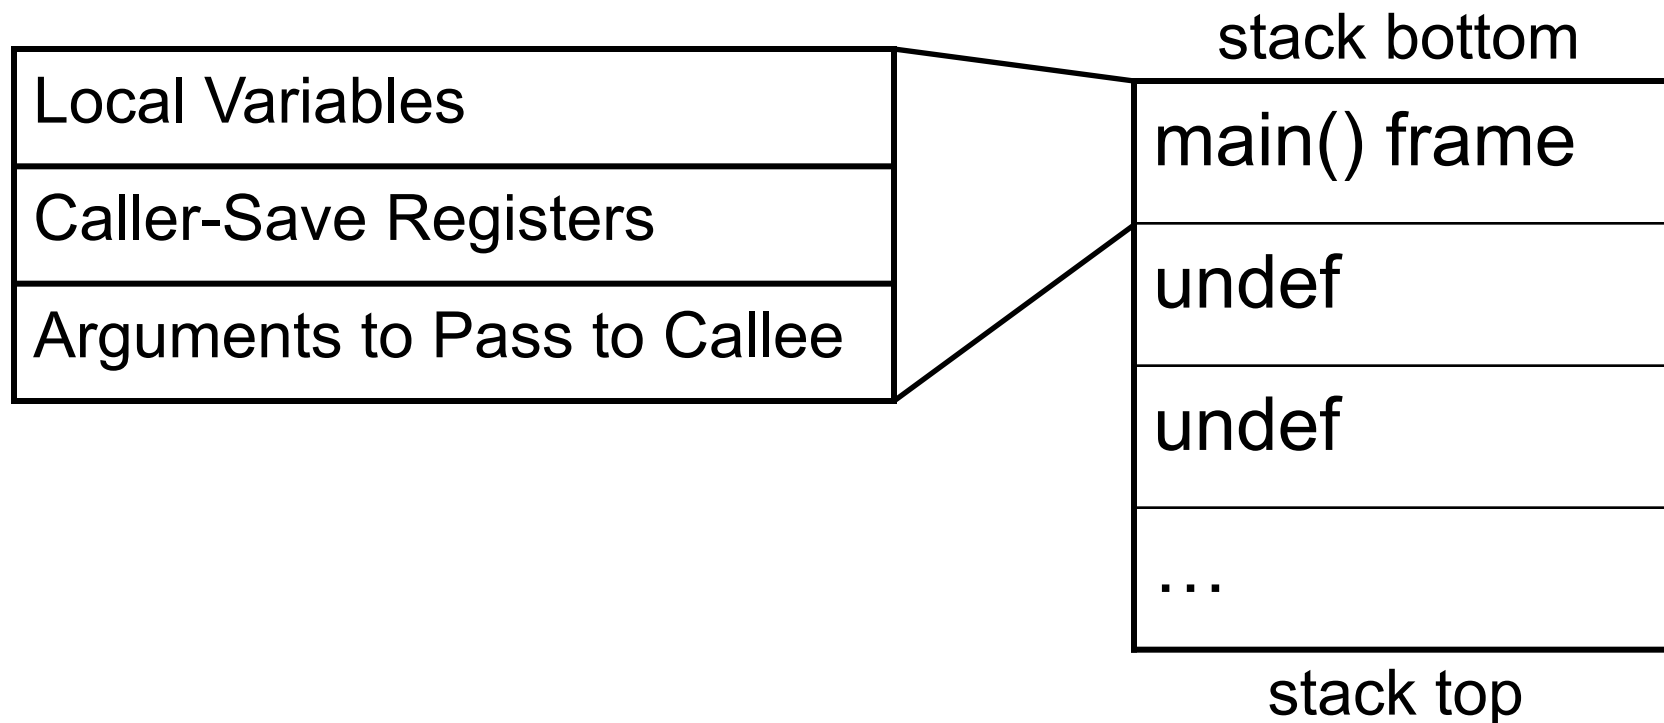 Local Variables
Caller-Save Registers
Arguments to Pass to Callee
stack bottom
main() frame
undef
undef
…
stack top